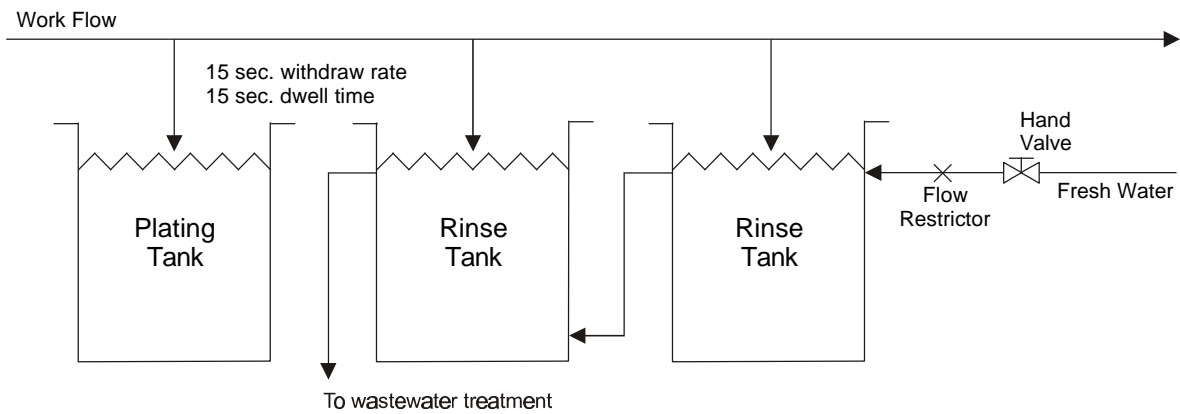 Work Flow
15 sec. withdraw rate
15 sec. dwell time
Hand
Valve
Fresh Water
Flow
Restrictor
Plating
Tank
Rinse
Tank
Rinse
Tank
To wastewater treatment